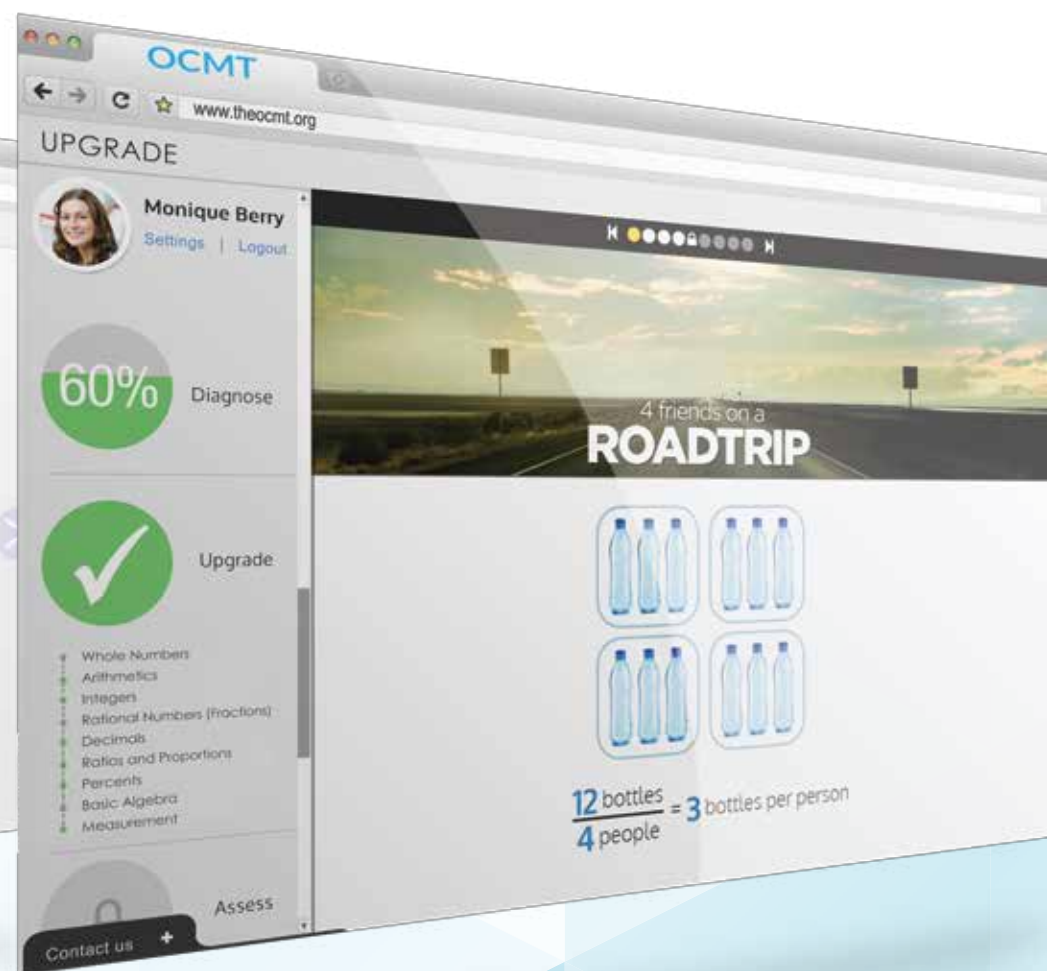 OCMT
www.theocmt.org
UPGRADE
Monique Berry
Settings | Logout
60%
Diagnose
Upgrade
Whole Numbers
Arithmetics
Integers
Rational Numbers (Fractions)
Decimals
Ratios and Proportions
Percents
Basic Algebra
Measurement
Assess
Contact us +
4 friends on a
ROADTRIP
12 bottles
4 people
= 3 bottles per person